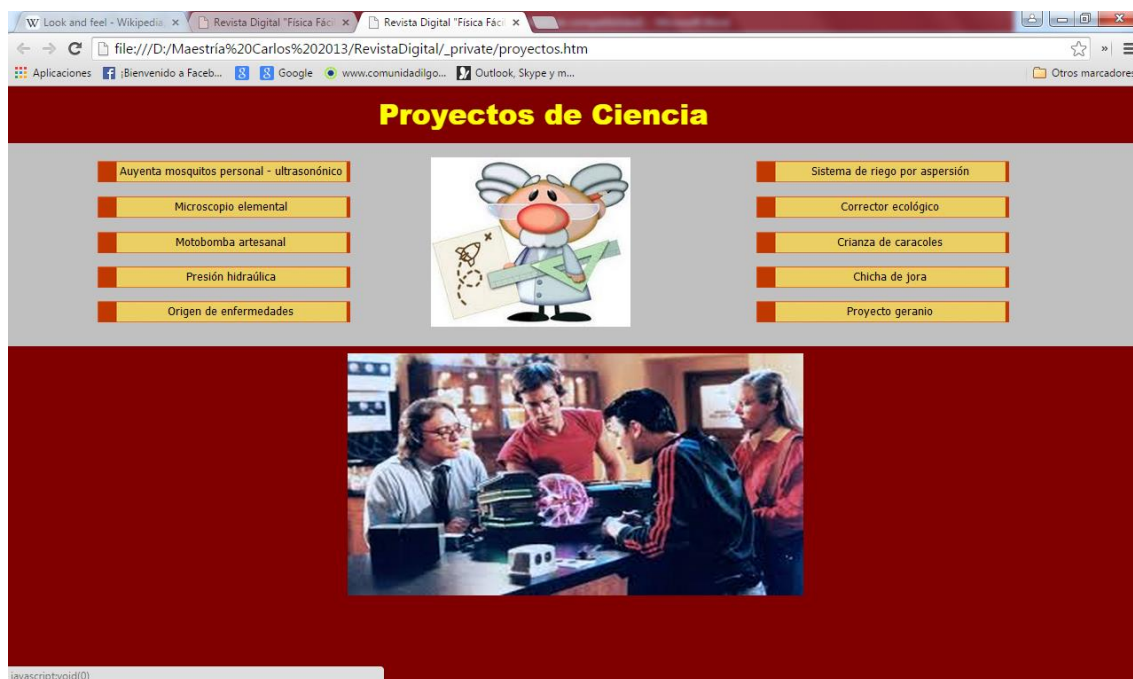 Look and feel - Wikipedia
Revista Digital "Física Fáci
Revista Digital "Física Fáci
file:///D:/Maestría%20Carlos%202013/RevistaDigital/_private/proyectos.htm
Aplicaciones
¡Bienvenido a Faceb...
Google
www.comunidadilgo...
Outlook, Skype y m...
Otros marcadores
Proyectos de Ciencia
Auyenta mosquitos personal - ultrasonónico
Microscopio elemental
Motobomba artesanal
Presión hidraúlica
Origen de enfermedades
Sistema de riego por aspersión
Corrector ecológico
Crianza de caracoles
Chicha de jora
Proyecto geranio
javascript:void(0)